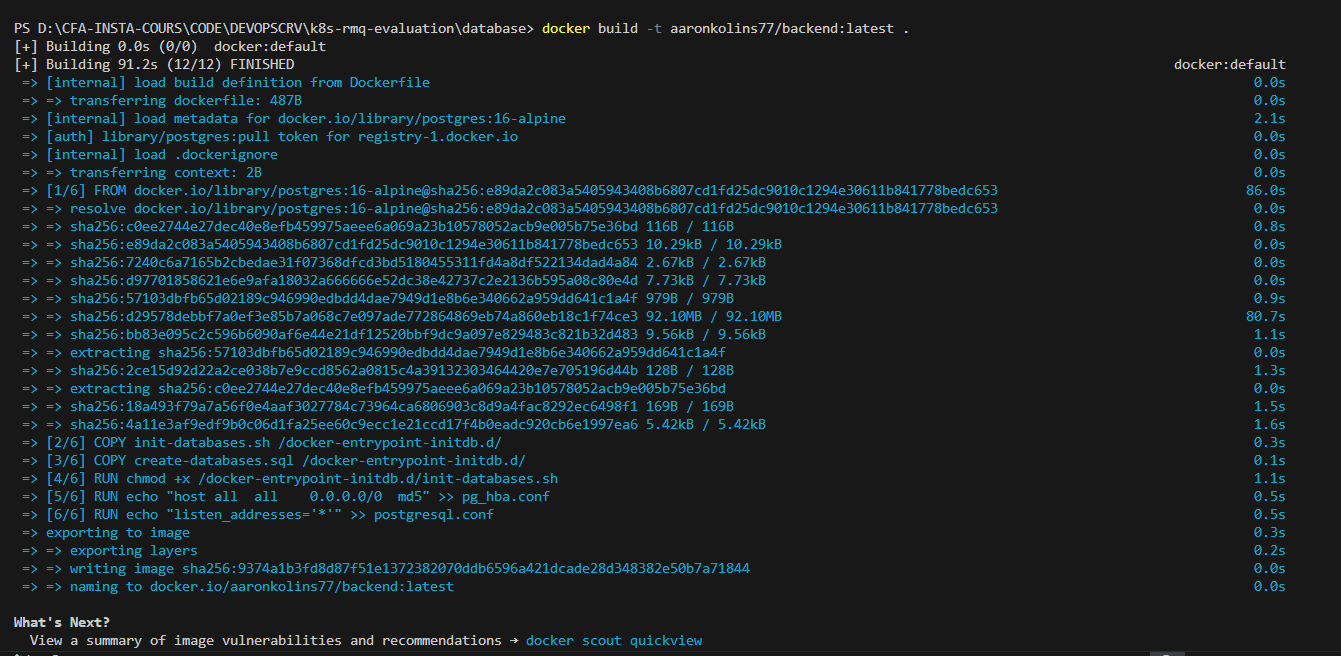 PS D:\CFA-INSTA-COURS\CODE\DEVOPSCRV\k8s-rmq-evaluation\database> docker build -t aaronkolins77/backend:latest .
[+] Building 0.0s (0/0)  docker:default
[+] Building 91.2s (12/12) FINISHED docker:default
=> [internal] load build definition from Dockerfile 0.0s
=> => transferring dockerfile: 487B 0.0s
=> [internal] load metadata for docker.io/library/postgres:16-alpine 2.1s
=> [auth] library/postgres:pull token for registry-1.docker.io 0.0s
=> [internal] load .dockerignore 0.0s
=> => transferring context: 2B 0.0s
=> [1/6] FROM docker.io/library/postgres:16-alpine@sha256:e89da2c083a5405943408b6807cd1fd25dc9010c1294e30611b841778bedc653 86.0s
=> => resolve docker.io/library/postgres:16-alpine@sha256:e89da2c083a5405943408b6807cd1fd25dc9010c1294e30611b841778bedc653 0.0s
=> => sha256:c0ee2744e27dec40e8efb459975aeee6a069a23b10578052acb9e005b75e36bd 116B / 116B 0.8s
=> => sha256:e89da2c083a5405943408b6807cd1fd25dc9010c1294e30611b841778bedc653 10.29kB / 10.29kB 0.0s
=> => sha256:7240c6a7165b2cbedae31f07368dfcd3bd5180455311fd4a8df522134dad4a84 2.67kB / 2.67kB 0.0s
=> => sha256:d97701858621e6e9afa18032a666666e52dc38e42737c2e2136b595a08c80e4d 7.73kB / 7.73kB 0.0s
=> => sha256:57103dbfb65d02189c946990edbdd4dae7949d1e8b6e340662a959dd641c1a4f 979B / 979B 0.9s
=> => sha256:d29578debbf7a0ef3e85b7a068c7e097ade772864869eb74a860eb18c1f74ce3 92.10MB / 92.10MB 80.7s
=> => sha256:bb83e095c2c596b6090af6e44e21df12520bbf9dc9a097e829483c821b32d483 9.56kB / 9.56kB 1.1s
=> => extracting sha256:57103dbfb65d02189c946990edbdd4dae7949d1e8b6e340662a959dd641c1a4f 0.0s
=> => sha256:2ce15d92d22a2ce038b7e9ccd8562a0815c4a39132303464420e7e705196d44b 128B / 128B 1.3s
=> => extracting sha256:c0ee2744e27dec40e8efb459975aeee6a069a23b10578052acb9e005b75e36bd 0.0s
=> => sha256:18a493f79a7a56f0e4aaf3027784c73964ca6806903c8d9a4fac8292ec6498f1 169B / 169B 1.5s
=> => sha256:4a11e3af9edf9b0c06d1fa25ee60c9ecc1e21ccd17f4b0eadc920cb6e1997ea6 5.42kB / 5.42kB 1.6s
=> [2/6] COPY init-databases.sh /docker-entrypoint-initdb.d/ 0.3s
=> [3/6] COPY create-databases.sql /docker-entrypoint-initdb.d/ 0.1s
=> [4/6] RUN chmod +x /docker-entrypoint-initdb.d/init-databases.sh 1.1s
=> [5/6] RUN echo "host all  all    0.0.0.0/0  md5" >> pg_hba.conf 0.5s
=> [6/6] RUN echo "listen_addresses='*'" >> postgresql.conf 0.5s
=> exporting to image 0.3s
=> => exporting layers 0.2s
=> => writing image sha256:9374a1b3fd8d87f51e1372382070ddb6596a421dcade28d348382e50b7a71844 0.0s
=> => naming to docker.io/aaronkolins77/backend:latest 0.0s
What's Next?
View a summary of image vulnerabilities and recommendations → docker scout quickview